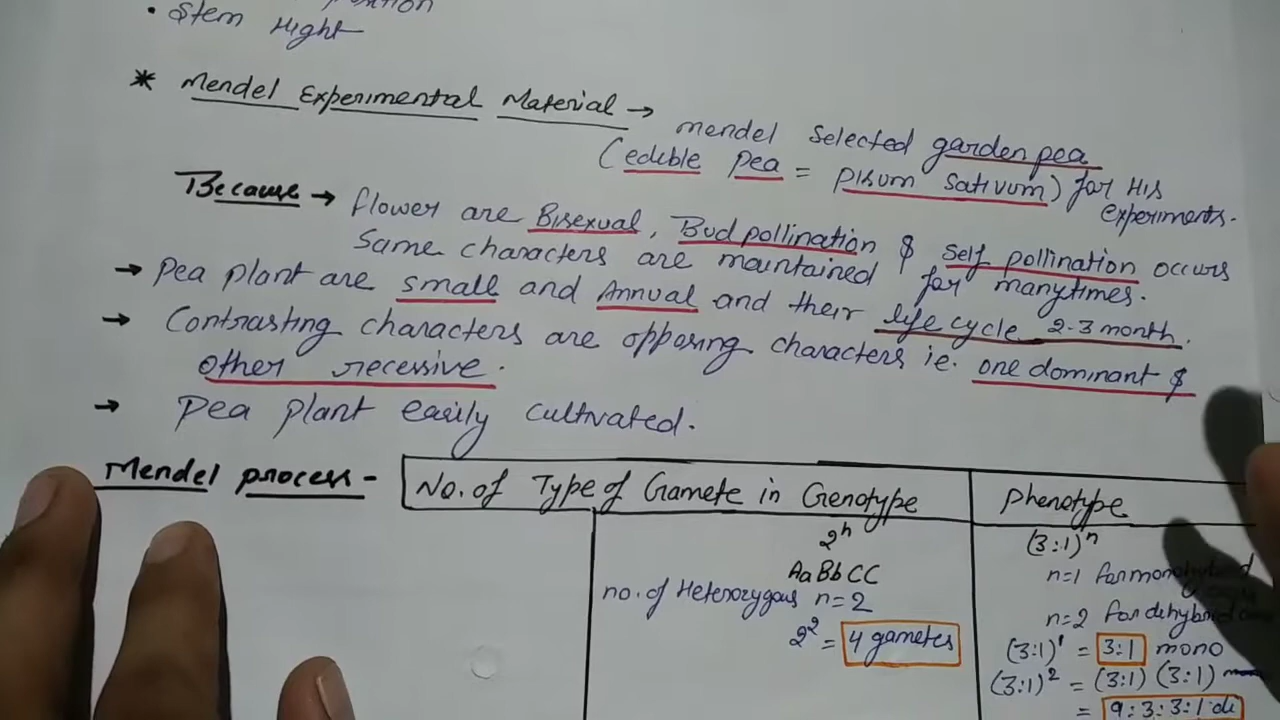 • Stem Hight
* Mendel Experimental Material →
mendel selected garden pea
(edible pea = pisum sativum) for His
experiments.
Because → flower are Bisexual, Bud pollination $ self pollination occurs
Same characters are maintained for manytimes.
→ Pea plant are small and Annual and their life cycle 2-3 month.
→ Contrasting characters are opposing characters ie. one dominant $
other recessive.
→ Pea plant easily cultivated.
Mendel process -
No. of Type of Gamete in Genotype
2ⁿ
AaBbCC
no. of Heterozygous n=2
2² = 4 gametes
Phenotype
(3:1)ⁿ
n=1 for monohybrid
n=2 for dehybrid
(3:1)¹ = 3:1 mono
(3:1)² = (3:1) (3:1)
= 9:3:3:1 di